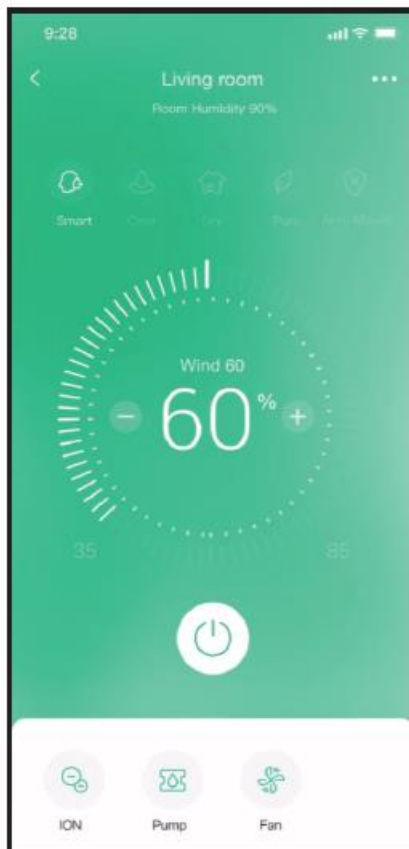 9:28
Living room
Room Humidity 90%
Smart
Wind 60
60%
35
85
ION Pump Fan